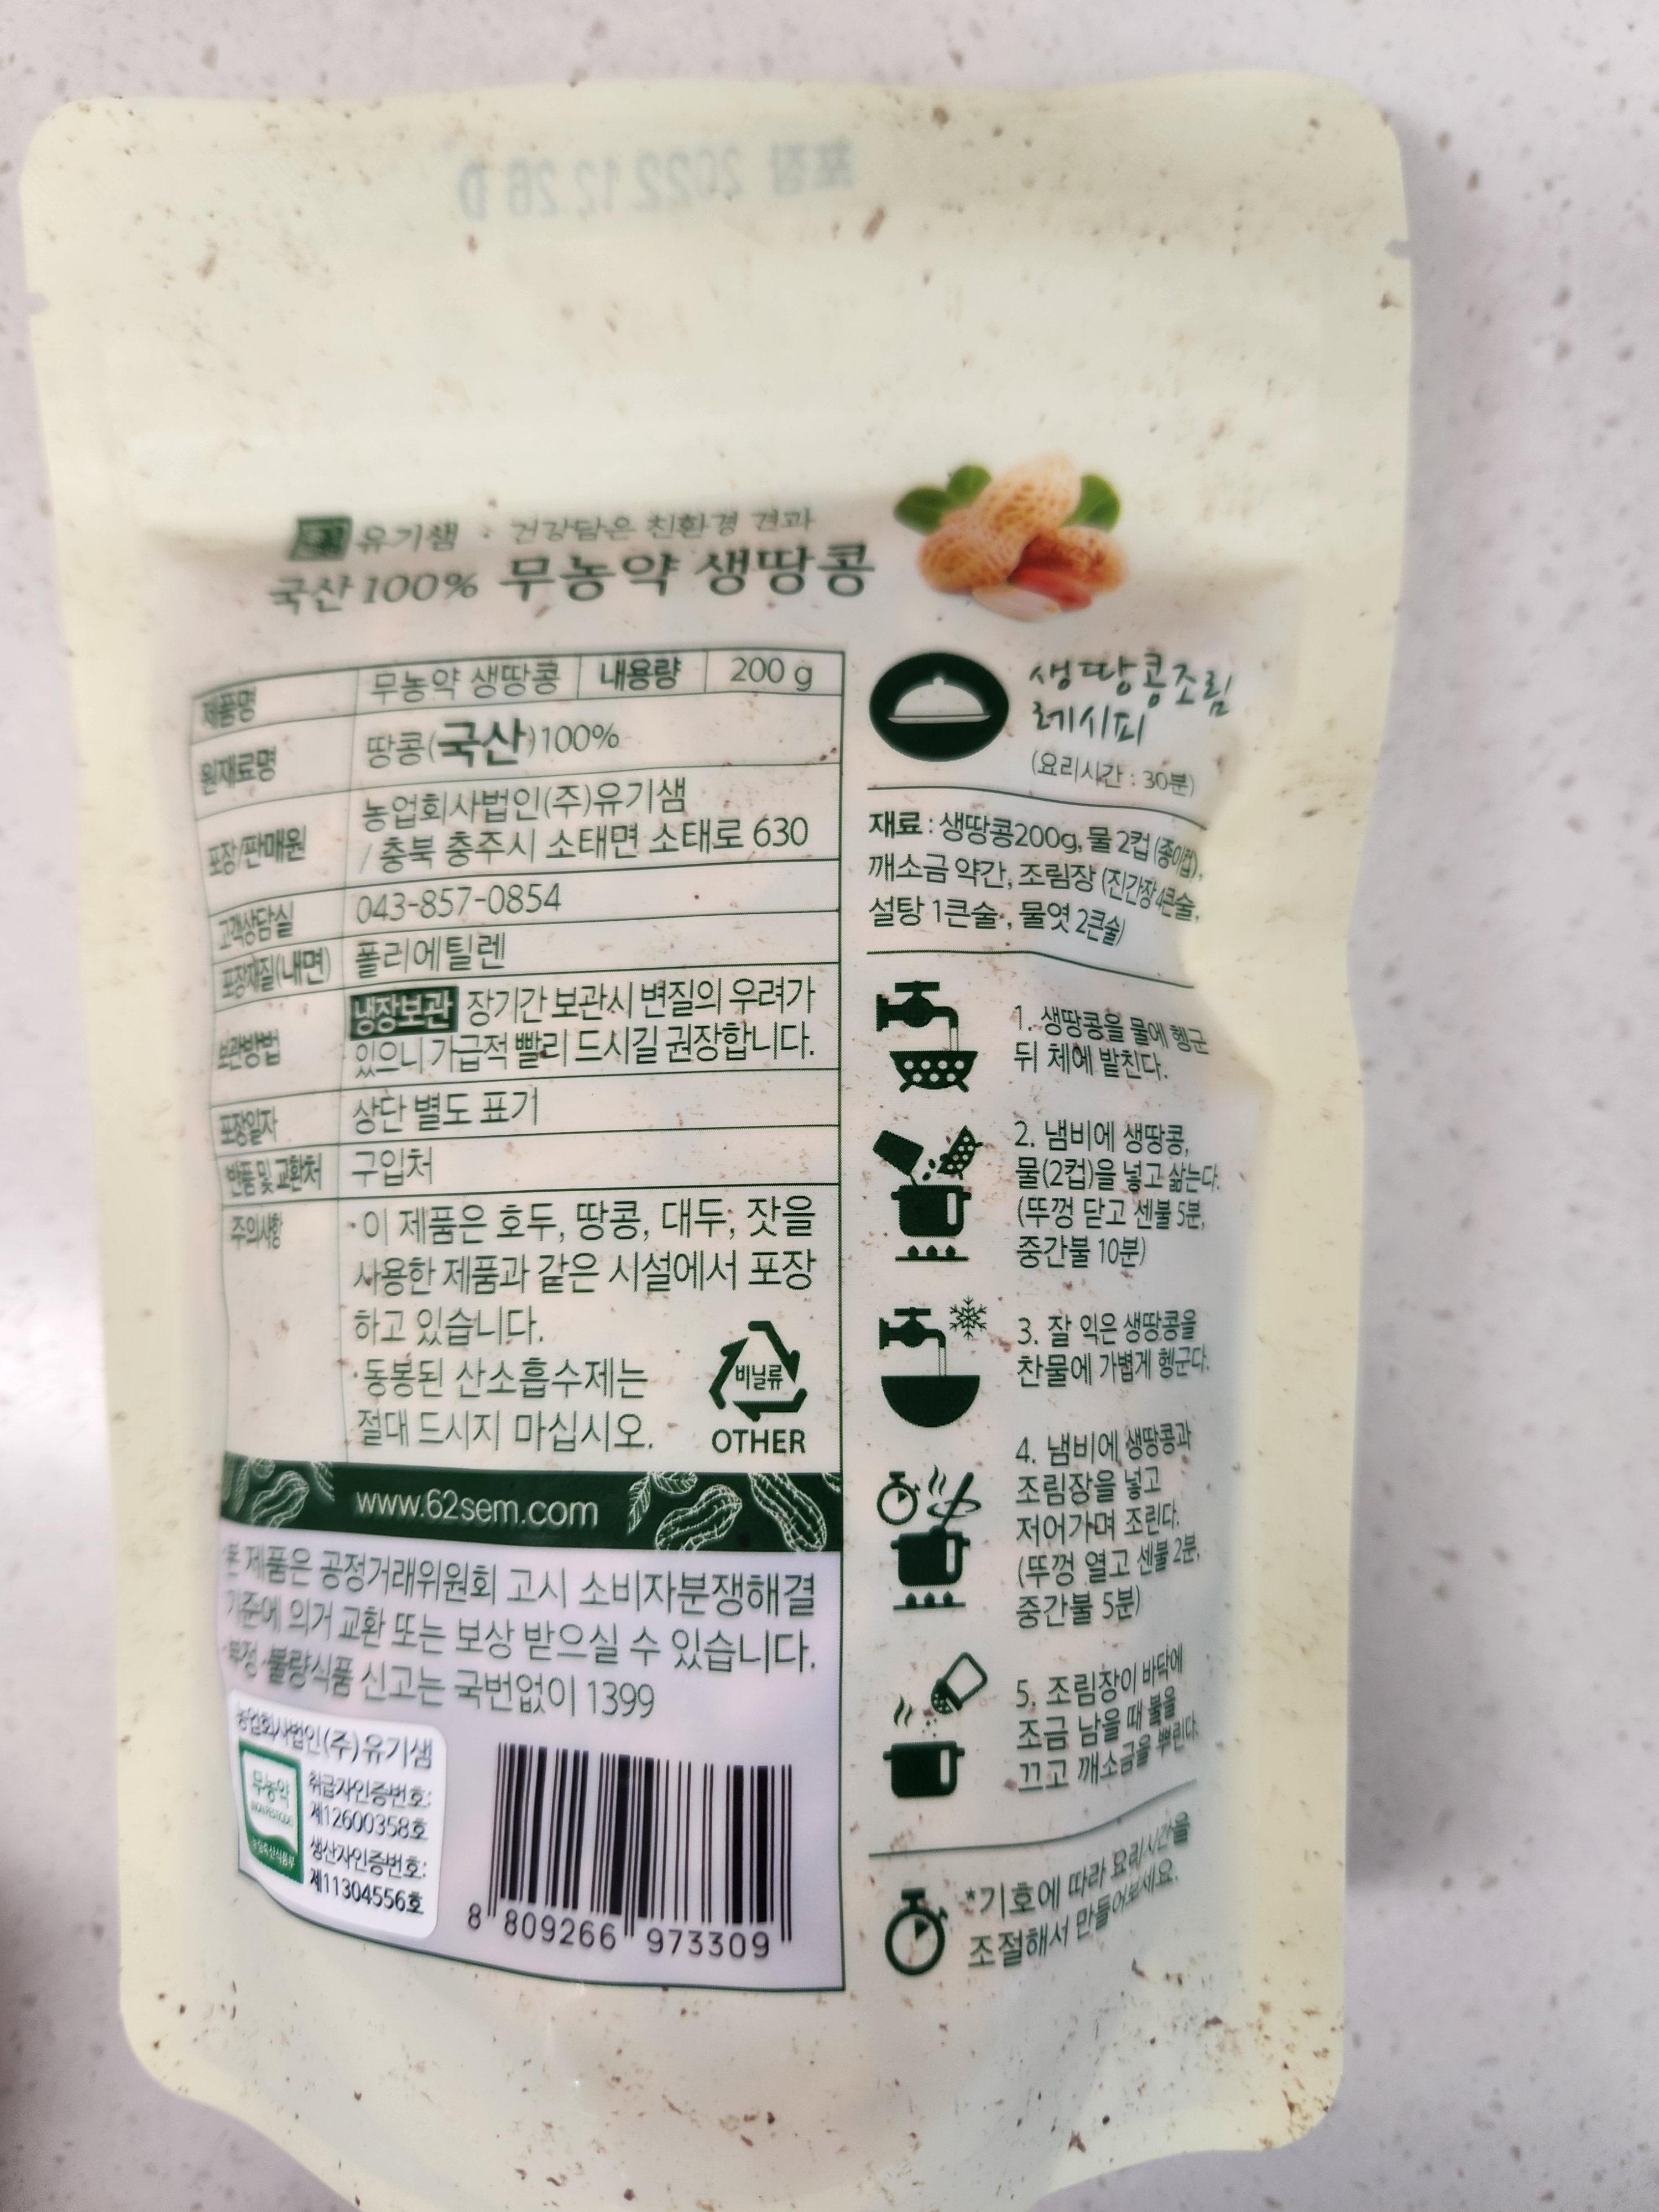 포장 2022.12.26 D
유기샘 · 건강담은 친환경 견과
국산 100% 무농약 생땅콩
제품명 무농약 생땅콩 내용량 200 g
원재료명 땅콩(국산)100%
포장/판매원 농업회사법인(주)유기샘
/ 충북 충주시 소태면 소태로 630
고객상담실 043-857-0854
포장재질(내면) 폴리에틸렌
보관방법 냉장보관 장기간 보관시 변질의 우려가
있으니 가급적 빨리 드시길 권장합니다.
포장일자 상단 별도 표기
반품 및 교환처 구입처
주의사항 ·이 제품은 호두, 땅콩, 대두, 잣을
사용한 제품과 같은 시설에서 포장
하고 있습니다.
·동봉된 산소흡수제는
절대 드시지 마십시오.
비닐류
OTHER
www.62sem.com
*본 제품은 공정거래위원회 고시 소비자분쟁해결
기준에 의거 교환 또는 보상 받으실 수 있습니다.
*부정·불량식품 신고는 국번없이 1399
농업회사법인(주)유기샘
무농약
농림축산식품부
취급자인증번호:
제12600358호
생산자인증번호:
제11304556호
8 809266 973309
생땅콩조림
레시피
(요리시간 : 30분)
재료 : 생땅콩200g, 물 2컵 (종이컵),
깨소금 약간, 조림장 (진간장 4큰술,
설탕 1큰술, 물엿 2큰술)
1. 생땅콩을 물에 헹군
뒤 체에 밭친다.
2. 냄비에 생땅콩,
물(2컵)을 넣고 삶는다.
(뚜껑 닫고 센불 5분,
중간불 10분)
3. 잘 익은 생땅콩을
찬물에 가볍게 헹군다.
4. 냄비에 생땅콩과
조림장을 넣고
저어가며 조린다.
(뚜껑 열고 센불 2분,
중간불 5분)
5. 조림장이 바닥에
조금 남을 때 불을
끄고 깨소금을 뿌린다.
*기호에 따라 요리시간을
조절해서 만들어보세요.